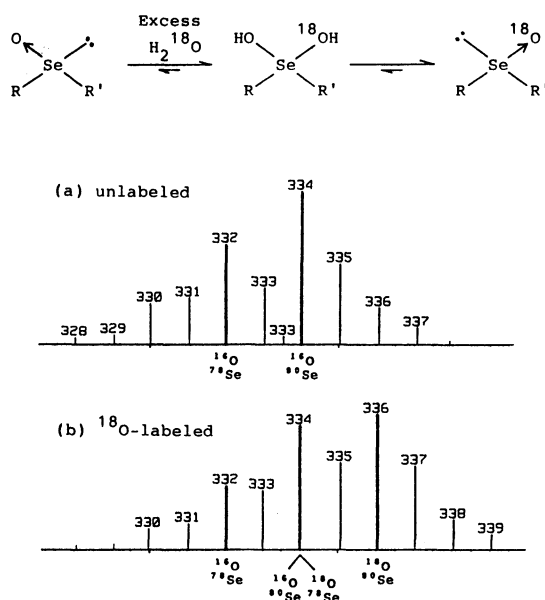 Excess
H₂¹⁸O
O Se R R'
HO ¹⁸OH Se R R'
¹⁸O Se R R'
(a) unlabeled
328 329 330 331 332 333 333 334 335 336 337
¹⁶O ¹⁶O
⁷⁸Se ⁸⁰Se
(b) ¹⁸O-labeled
330 331 332 333 334 335 336 337 338 339
¹⁶O ¹⁸O
⁷⁸Se ⁸⁰Se
¹⁶O ¹⁸O
⁸⁰Se ⁷⁸Se